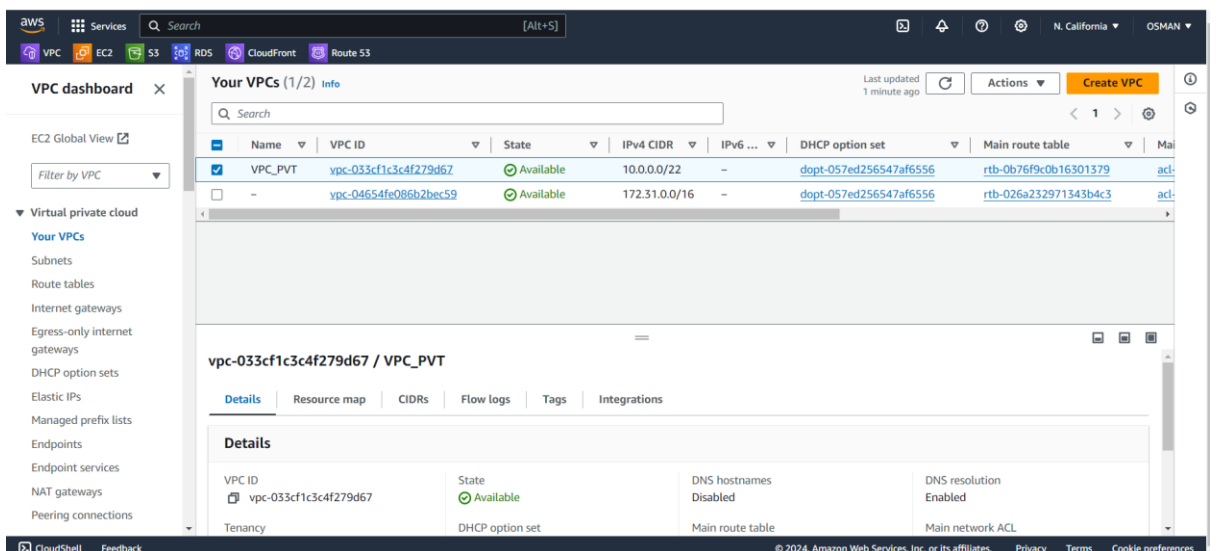 aws Services Search [Alt+S] N. California ▼ OSMAN ▼
VPC EC2 S3 RDS CloudFront Route 53
VPC dashboard
EC2 Global View
Filter by VPC
Virtual private cloud
Your VPCs
Subnets
Route tables
Internet gateways
Egress-only internet
gateways
DHCP option sets
Elastic IPs
Managed prefix lists
Endpoints
Endpoint services
NAT gateways
Peering connections
Your VPCs (1/2) Info
Last updated
1 minute ago
Actions ▼ Create VPC
Search
1
Name VPC ID State IPv4 CIDR IPv6 ... DHCP option set Main route table Mai
VPC_PVT vpc-033cf1c3c4f279d67 Available 10.0.0.0/22 – dopt-057ed256547af6556 rtb-0b76f9c0b16301379 acl-
– vpc-04654fe086b2bec59 Available 172.31.0.0/16 – dopt-057ed256547af6556 rtb-026a232971343b4c3 acl-
vpc-033cf1c3c4f279d67 / VPC_PVT
Details Resource map CIDRs Flow logs Tags Integrations
Details
VPC ID State DNS hostnames DNS resolution
vpc-033cf1c3c4f279d67 Available Disabled Enabled
Tenancy DHCP option set Main route table Main network ACL
CloudShell Feedback © 2024, Amazon Web Services, Inc. or its affiliates. Privacy Terms Cookie preferences